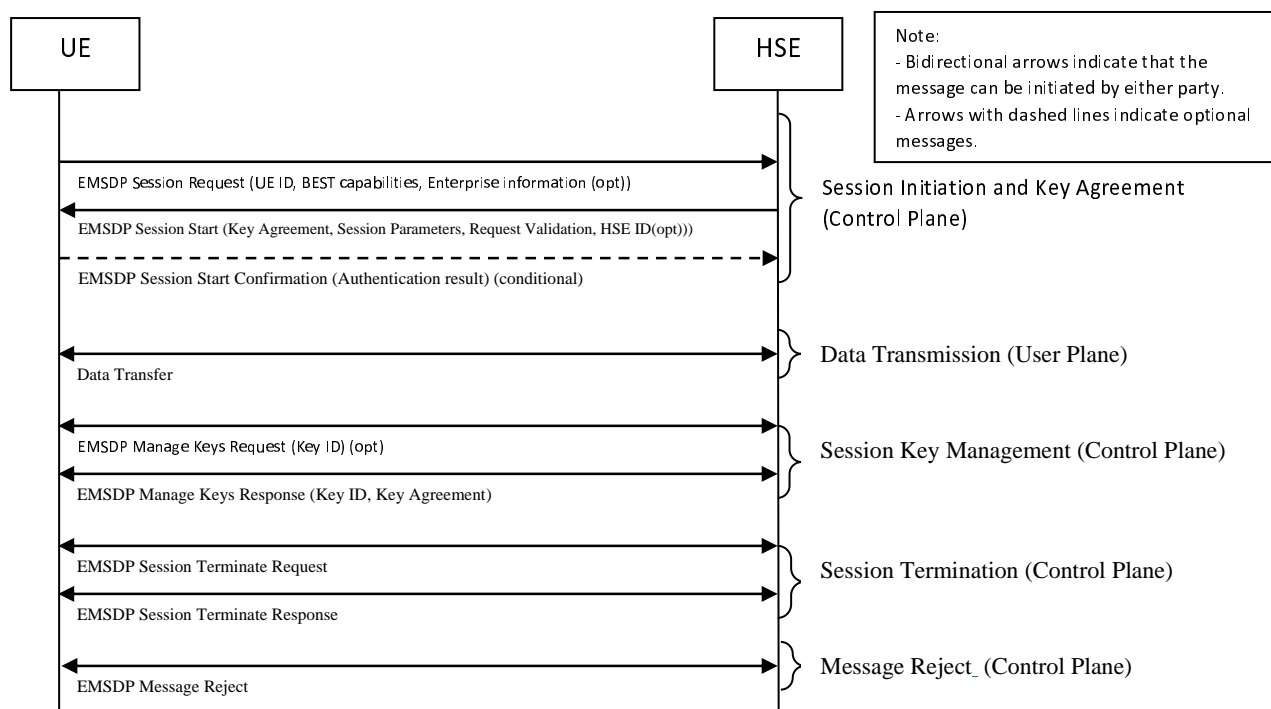 UE
HSE
Note:
- Bidirectional arrows indicate that the
message can be initiated by either party.
- Arrows with dashed lines indicate optional
messages.
EMSDP Session Request (UE ID, BEST capabilities, Enterprise information (opt))
EMSDP Session Start (Key Agreement, Session Parameters, Request Validation, HSE ID(opt)))
EMSDP Session Start Confirmation (Authentication result) (conditional)
Session Initiation and Key Agreement
(Control Plane)
Data Transfer
Data Transmission (User Plane)
EMSDP Manage Keys Request (Key ID) (opt)
EMSDP Manage Keys Response (Key ID, Key Agreement)
Session Key Management (Control Plane)
EMSDP Session Terminate Request
EMSDP Session Terminate Response
Session Termination (Control Plane)
EMSDP Message Reject
Message Reject (Control Plane)